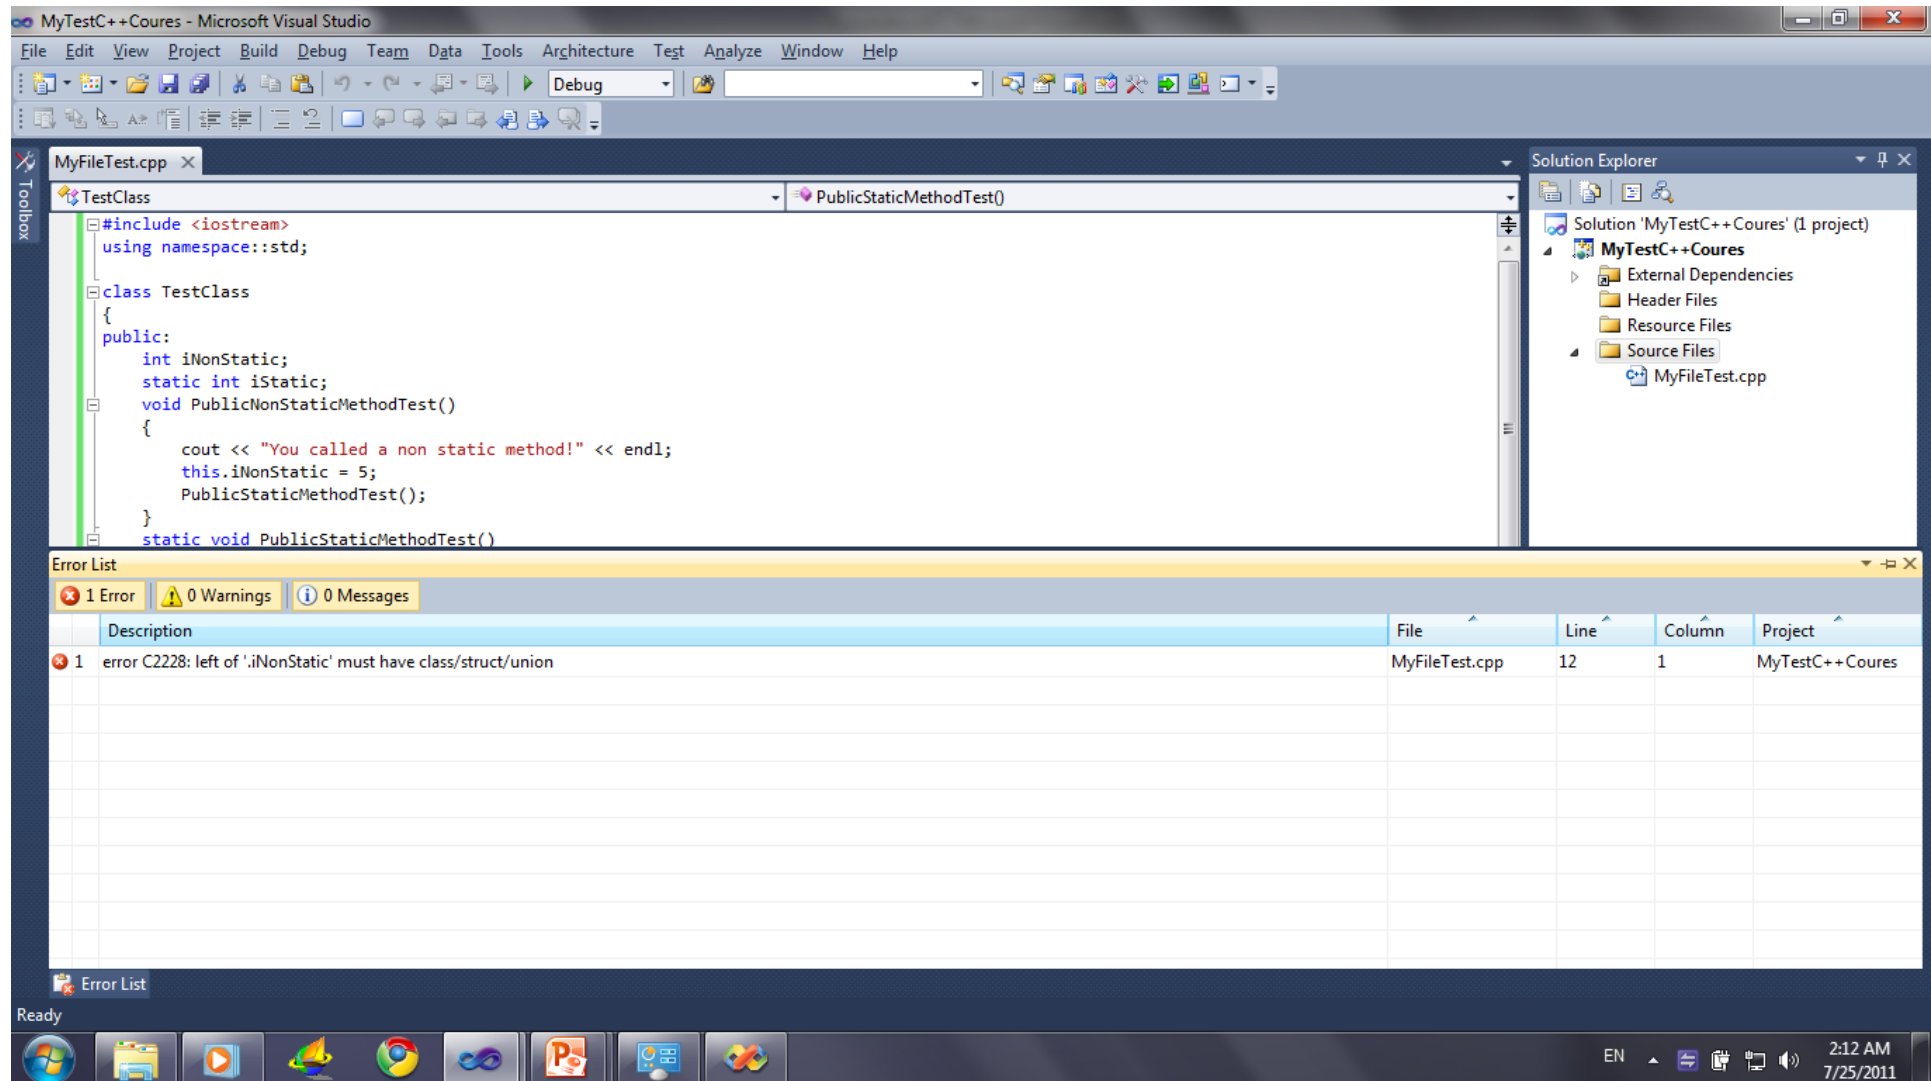 MyTestC++Coures - Microsoft Visual Studio
File Edit View Project Build Debug Team Data Tools Architecture Test Analyze Window Help
Debug
Toolbox
MyFileTest.cpp
TestClass
PublicStaticMethodTest()
#include <iostream>
using namespace::std;
class TestClass
{
public:
int iNonStatic;
static int iStatic;
void PublicNonStaticMethodTest()
{
cout << "You called a non static method!" << endl;
this.iNonStatic = 5;
PublicStaticMethodTest();
}
static void PublicStaticMethodTest()
Solution Explorer
Solution 'MyTestC++Coures' (1 project)
MyTestC++Coures
External Dependencies
Header Files
Resource Files
Source Files
MyFileTest.cpp
Error List
1 Error 0 Warnings 0 Messages
Description File Line Column Project
1 error C2228: left of '.iNonStatic' must have class/struct/union MyFileTest.cpp 12 1 MyTestC++Coures
Error List
Ready
EN
2:12 AM
7/25/2011